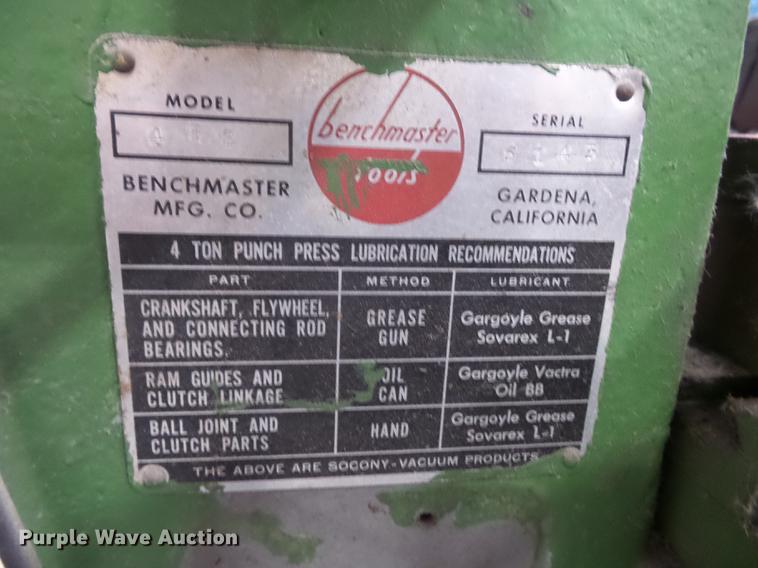 MODEL
BENCHMASTER
MFG. CO.
benchmaster
Tools
SERIAL
GARDENA,
CALIFORNIA
4 TON PUNCH PRESS LUBRICATION RECOMMENDATIONS
PART METHOD LUBRICANT
CRANKSHAFT, FLYWHEEL,
AND CONNECTING ROD
BEARINGS.
GREASE
GUN
Gargoyle Grease
Sovarex L-1
RAM GUIDES AND
CLUTCH LINKAGE
OIL
CAN
Gargoyle Vactra
Oil BB
BALL JOINT AND
CLUTCH PARTS
HAND
Gargoyle Grease
Sovarex L-1
THE ABOVE ARE SOCONY-VACUUM PRODUCTS
Purple Wave Auction